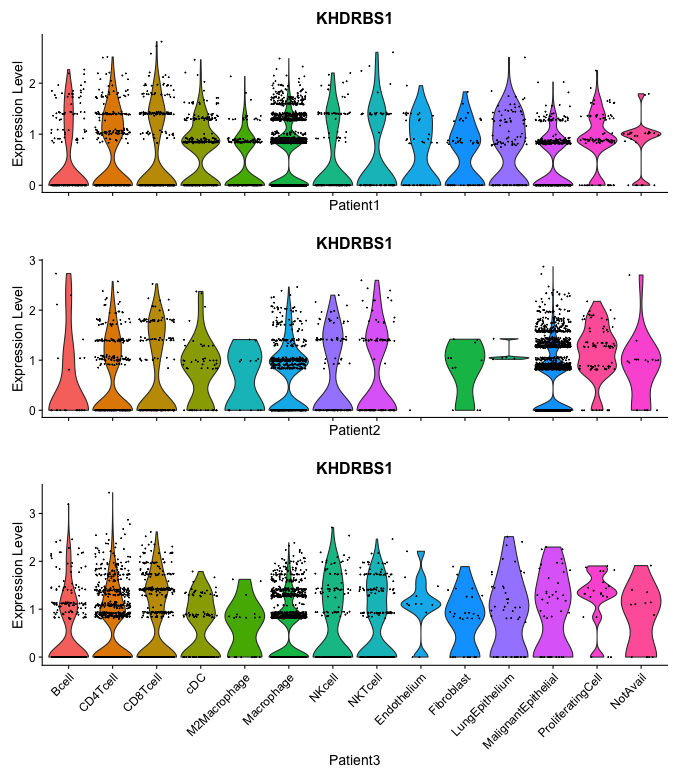 KHDRBS1
Expression Level
2
1
0
Patient1
KHDRBS1
Expression Level
3
2
1
0
Patient2
KHDRBS1
Expression Level
3
2
1
0
Bcell
CD4Tcell
CD8Tcell
cDC
M2Macrophage
Macrophage
NKcell
NKTcell
Endothelium
Fibroblast
LungEpithelium
MalignantEpithelial
ProliferatingCell
NotAvail
Patient3